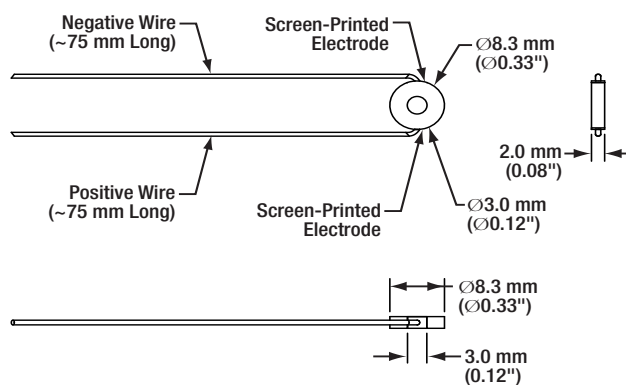 Negative Wire
(~75 mm Long)
Screen-Printed
Electrode
Ø8.3 mm
(Ø0.33")
2.0 mm
(0.08")
Positive Wire
(~75 mm Long)
Screen-Printed
Electrode
Ø3.0 mm
(Ø0.12")
Ø8.3 mm
(Ø0.33")
3.0 mm
(0.12")